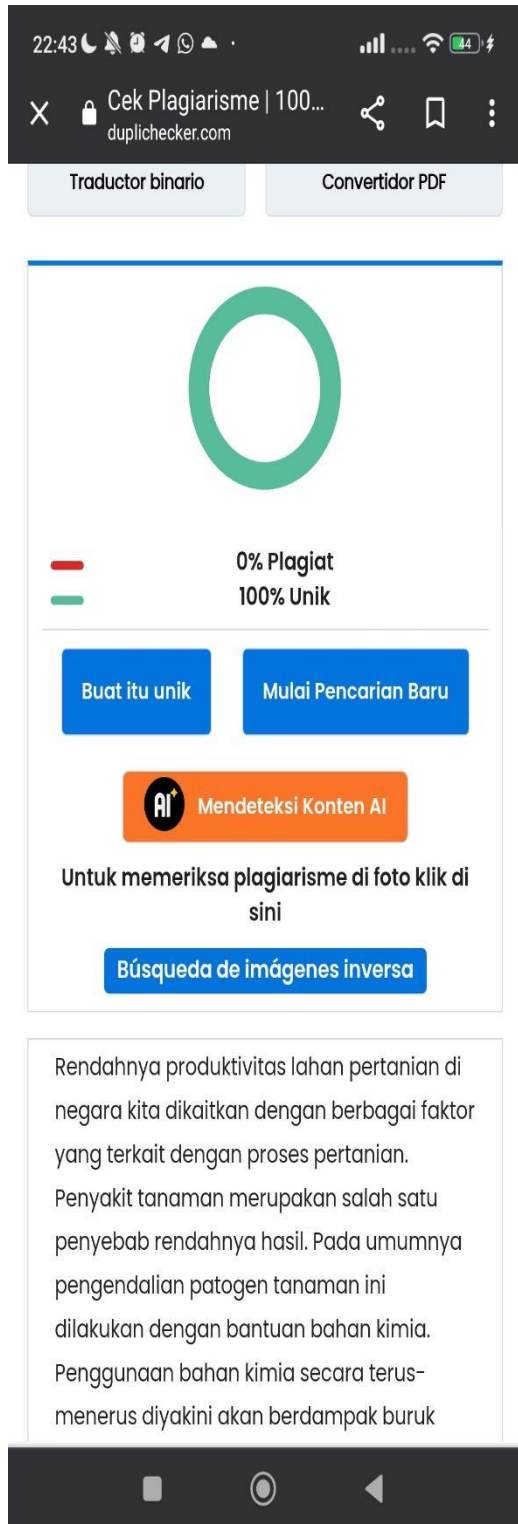 22:43
44
Cek Plagiarisme | 100...
duplichecker.com
Traductor binario
Convertidor PDF
0% Plagiat
100% Unik
Buat itu unik
Mulai Pencarian Baru
AI
Mendeteksi Konten AI
Untuk memeriksa plagiarisme di foto klik di
sini
Búsqueda de imágenes inversa
Rendahnya produktivitas lahan pertanian di
negara kita dikaitkan dengan berbagai faktor
yang terkait dengan proses pertanian.
Penyakit tanaman merupakan salah satu
penyebab rendahnya hasil. Pada umumnya
pengendalian patogen tanaman ini
dilakukan dengan bantuan bahan kimia.
Penggunaan bahan kimia secara terus-
menerus diyakini akan berdampak buruk